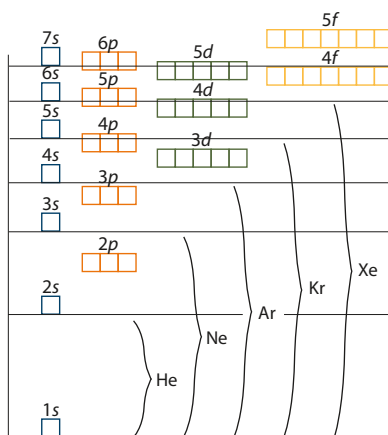 5f
7s 6p 5d 4f
6s 5p 4d
5s 4p 3d
4s 3p
3s 2p Xe
2s Kr
Ar
Ne
He
1s